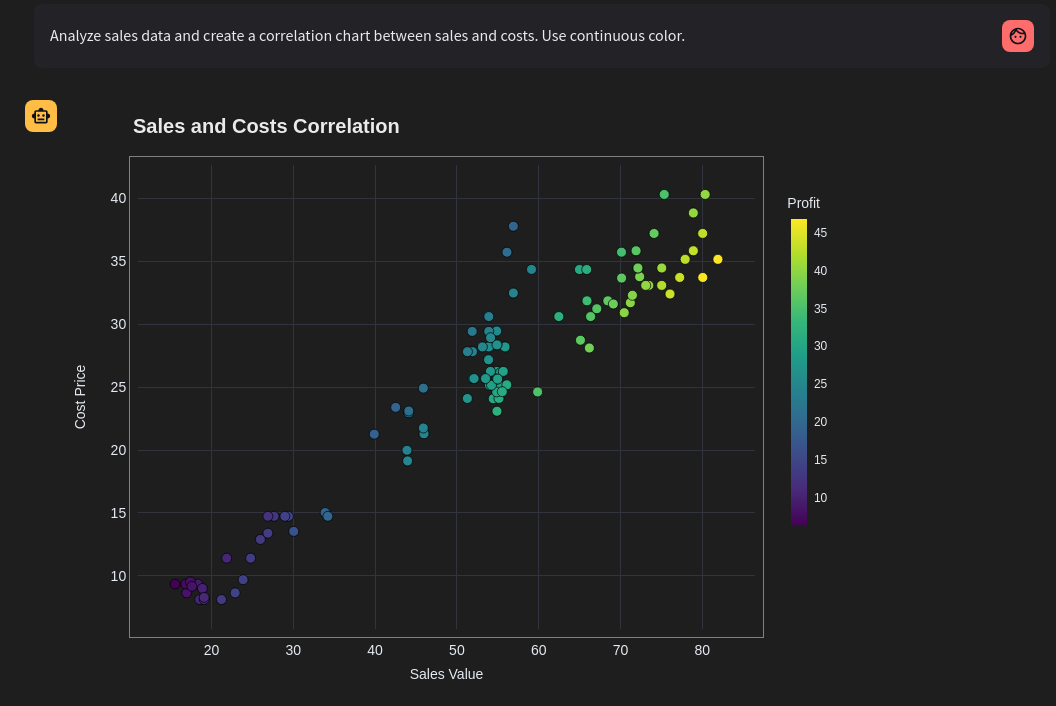 Analyze sales data and create a correlation chart between sales and costs. Use continuous color.
Sales and Costs Correlation
Profit
45
40
35
30
25
20
15
10
Cost Price
40
35
30
25
20
15
10
20 30 40 50 60 70 80
Sales Value